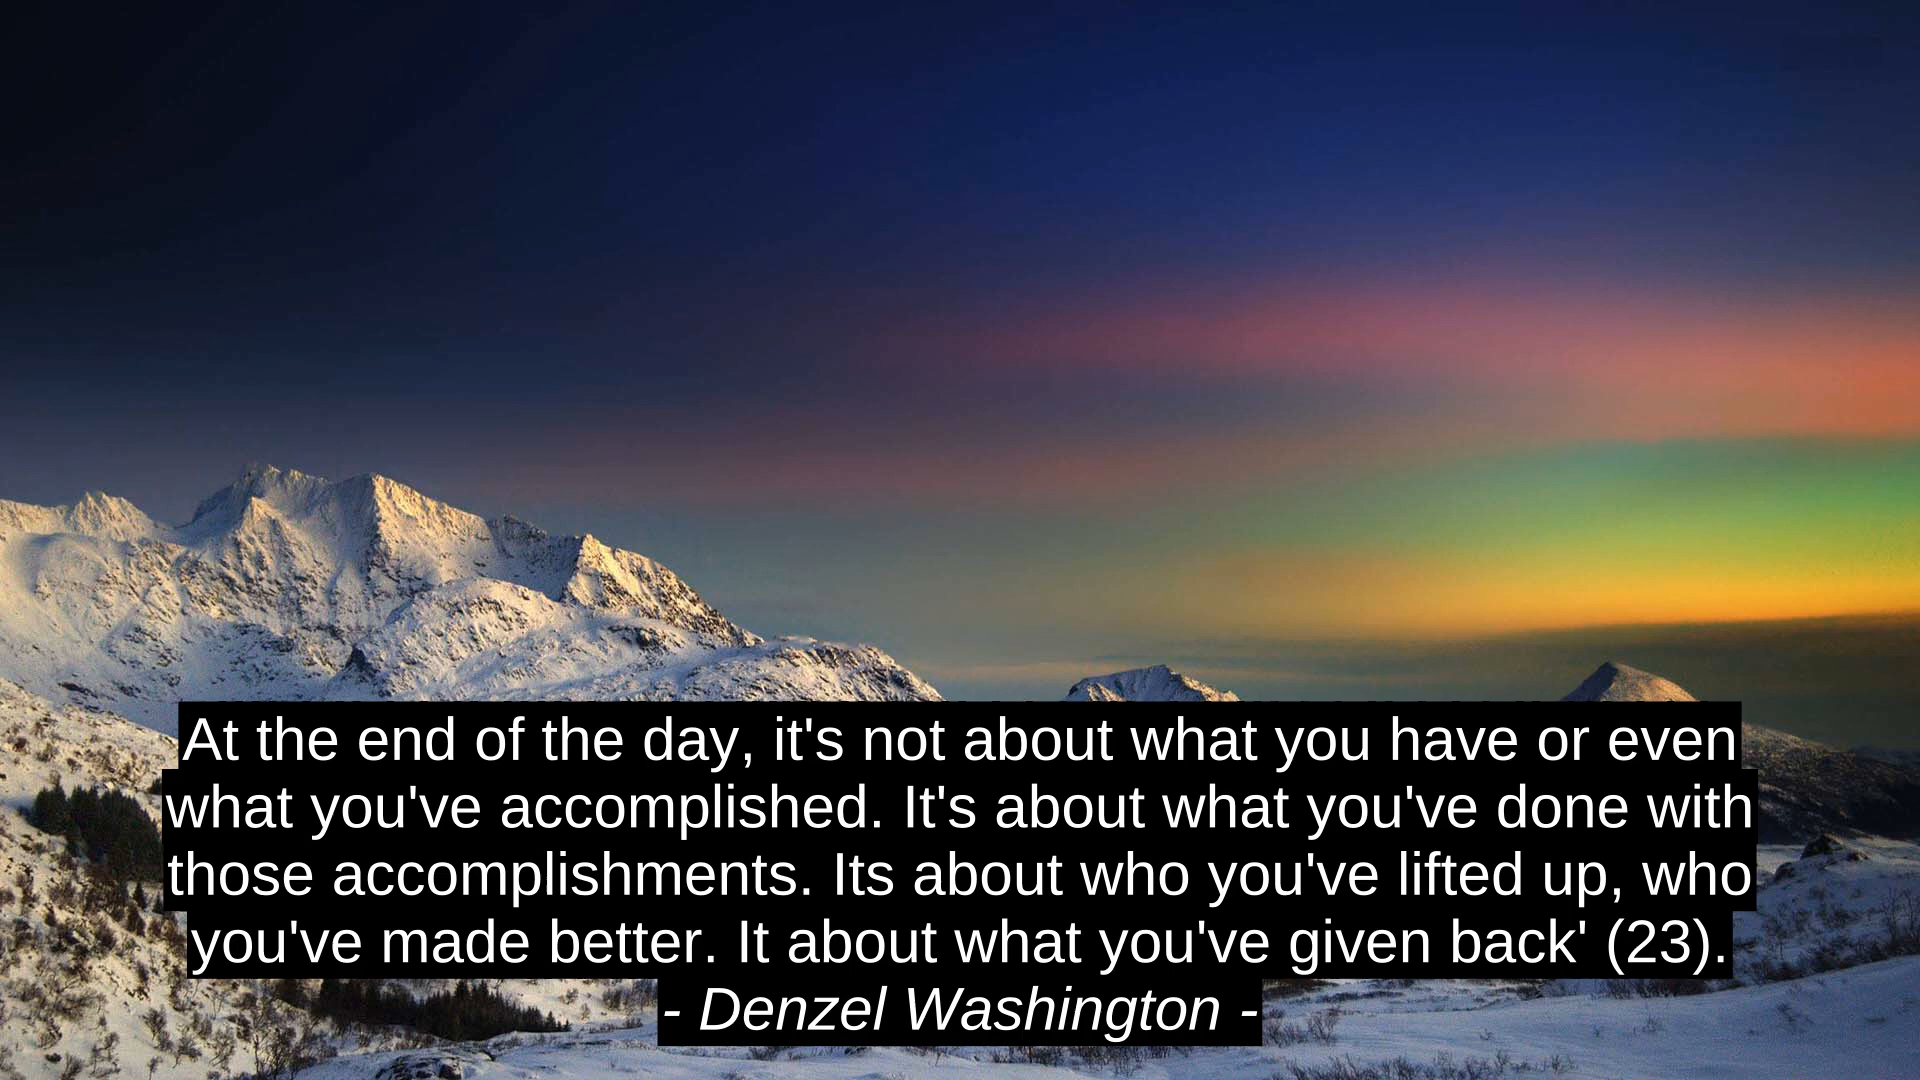 At the end of the day, it's not about what you have or even
what you've accomplished. It's about what you've done with
those accomplishments. Its about who you've lifted up, who
you've made better. It about what you've given back' (23).
- Denzel Washington -